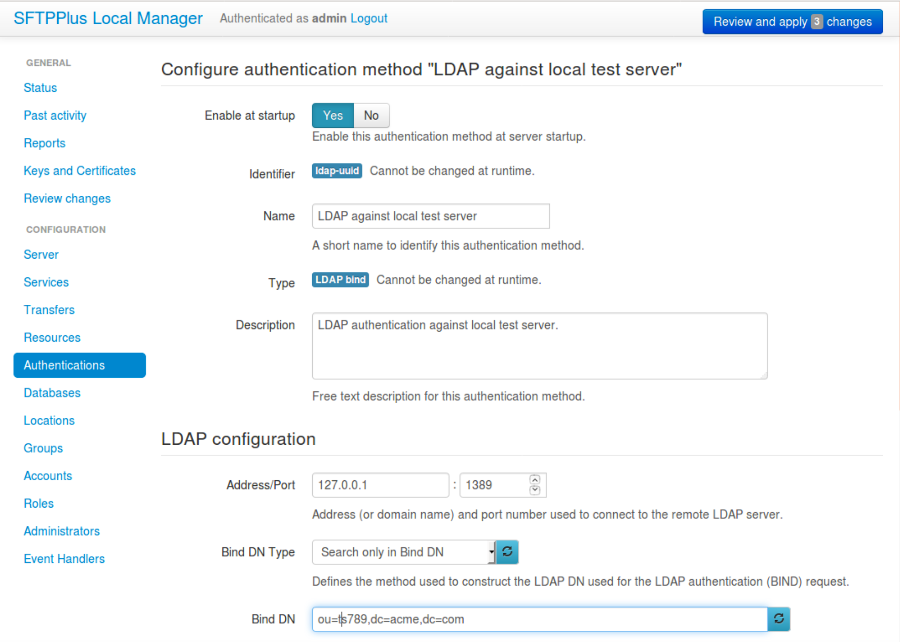 SFTPPlus Local Manager Authenticated as admin Logout Review and apply 3 changes
GENERAL
Status
Past activity
Reports
Keys and Certificates
Review changes
CONFIGURATION
Server
Services
Transfers
Resources
Authentications
Databases
Locations
Groups
Accounts
Roles
Administrators
Event Handlers
Configure authentication method "LDAP against local test server"
Enable at startup Yes No
Enable this authentication method at server startup.
Identifier ldap-uuid Cannot be changed at runtime.
Name LDAP against local test server
A short name to identify this authentication method.
Type LDAP bind Cannot be changed at runtime.
Description LDAP authentication against local test server.
Free text description for this authentication method.
LDAP configuration
Address/Port 127.0.0.1 : 1389
Address (or domain name) and port number used to connect to the remote LDAP server.
Bind DN Type Search only in Bind DN
Defines the method used to construct the LDAP DN used for the LDAP authentication (BIND) request.
Bind DN ou=ts789,dc=acme,dc=com